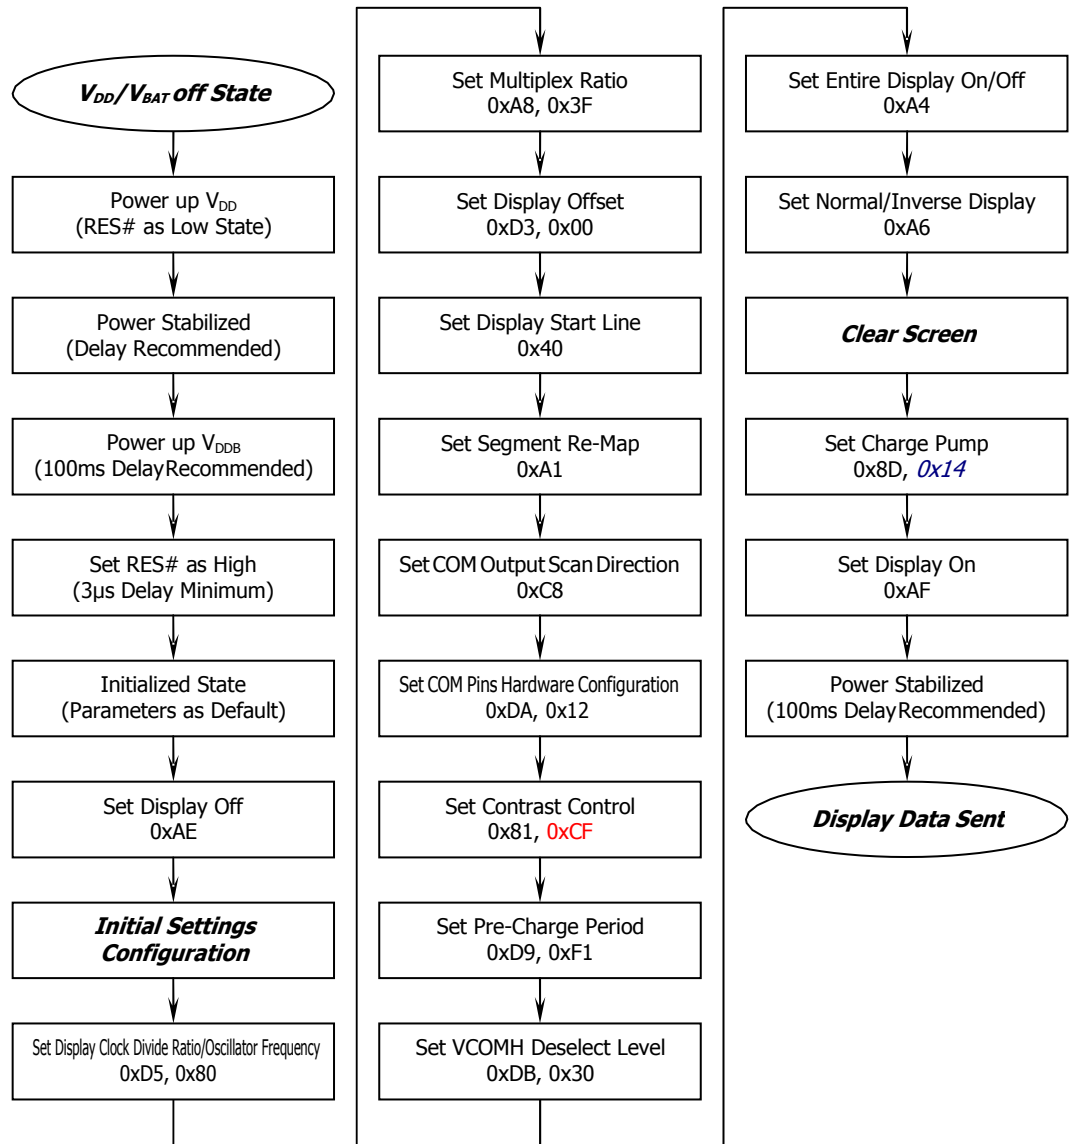 V_DD/V_BAT off State
Power up V_DD
(RES# as Low State)
Power Stabilized
(Delay Recommended)
Power up V_DDB
(100ms Delay Recommended)
Set RES# as High
(3μs Delay Minimum)
Initialized State
(Parameters as Default)
Set Display Off
0xAE
Initial Settings
Configuration
Set Display Clock Divide Ratio/Oscillator Frequency
0xD5, 0x80
Set Multiplex Ratio
0xA8, 0x3F
Set Display Offset
0xD3, 0x00
Set Display Start Line
0x40
Set Segment Re-Map
0xA1
Set COM Output Scan Direction
0xC8
Set COM Pins Hardware Configuration
0xDA, 0x12
Set Contrast Control
0x81, 0xCF
Set Pre-Charge Period
0xD9, 0xF1
Set VCOMH Deselect Level
0xDB, 0x30
Set Entire Display On/Off
0xA4
Set Normal/Inverse Display
0xA6
Clear Screen
Set Charge Pump
0x8D, 0x14
Set Display On
0xAF
Power Stabilized
(100ms Delay Recommended)
Display Data Sent